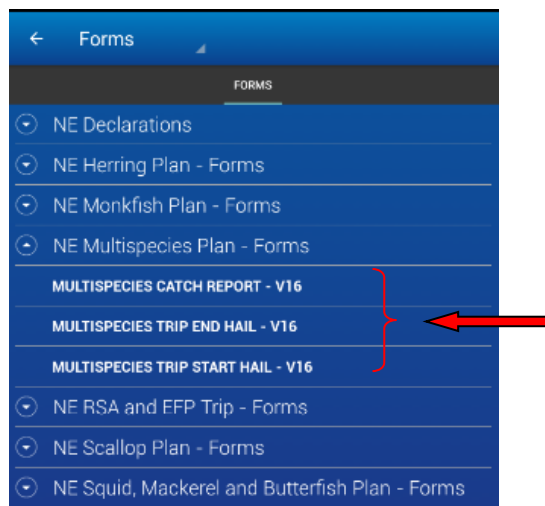 Forms
FORMS
NE Declarations
NE Herring Plan - Forms
NE Monkfish Plan - Forms
NE Multispecies Plan - Forms
MULTISPECIES CATCH REPORT - V16
MULTISPECIES TRIP END HAIL - V16
MULTISPECIES TRIP START HAIL - V16
NE RSA and EFP Trip - Forms
NE Scallop Plan - Forms
NE Squid, Mackerel and Butterfish Plan - Forms